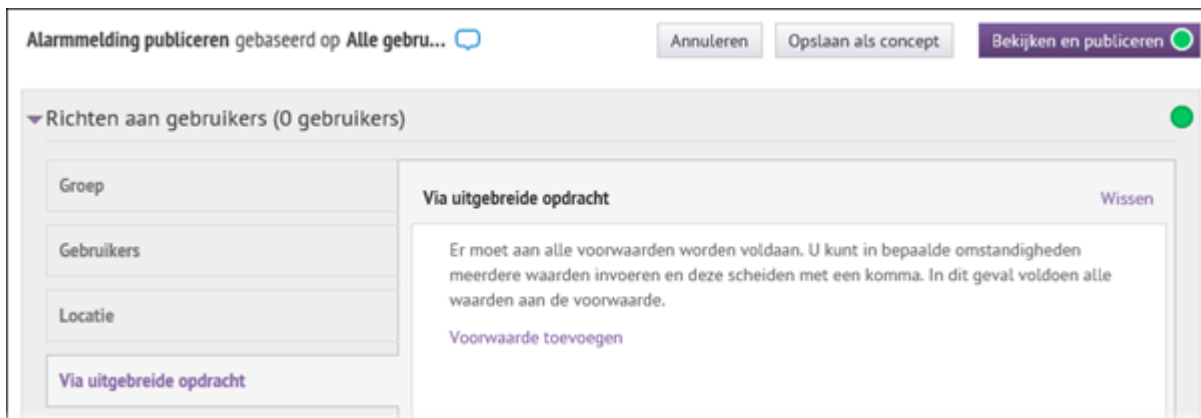 Alarmmelding publiceren gebaseerd op Alle gebru...
Annuleren
Opslaan als concept
Bekijken en publiceren
Richten aan gebruikers (0 gebruikers)
Groep
Gebruikers
Locatie
Via uitgebreide opdracht
Via uitgebreide opdracht
Wissen
Er moet aan alle voorwaarden worden voldaan. U kunt in bepaalde omstandigheden
meerdere waarden invoeren en deze scheiden met een komma. In dit geval voldoen alle
waarden aan de voorwaarde.
Voorwaarde toevoegen